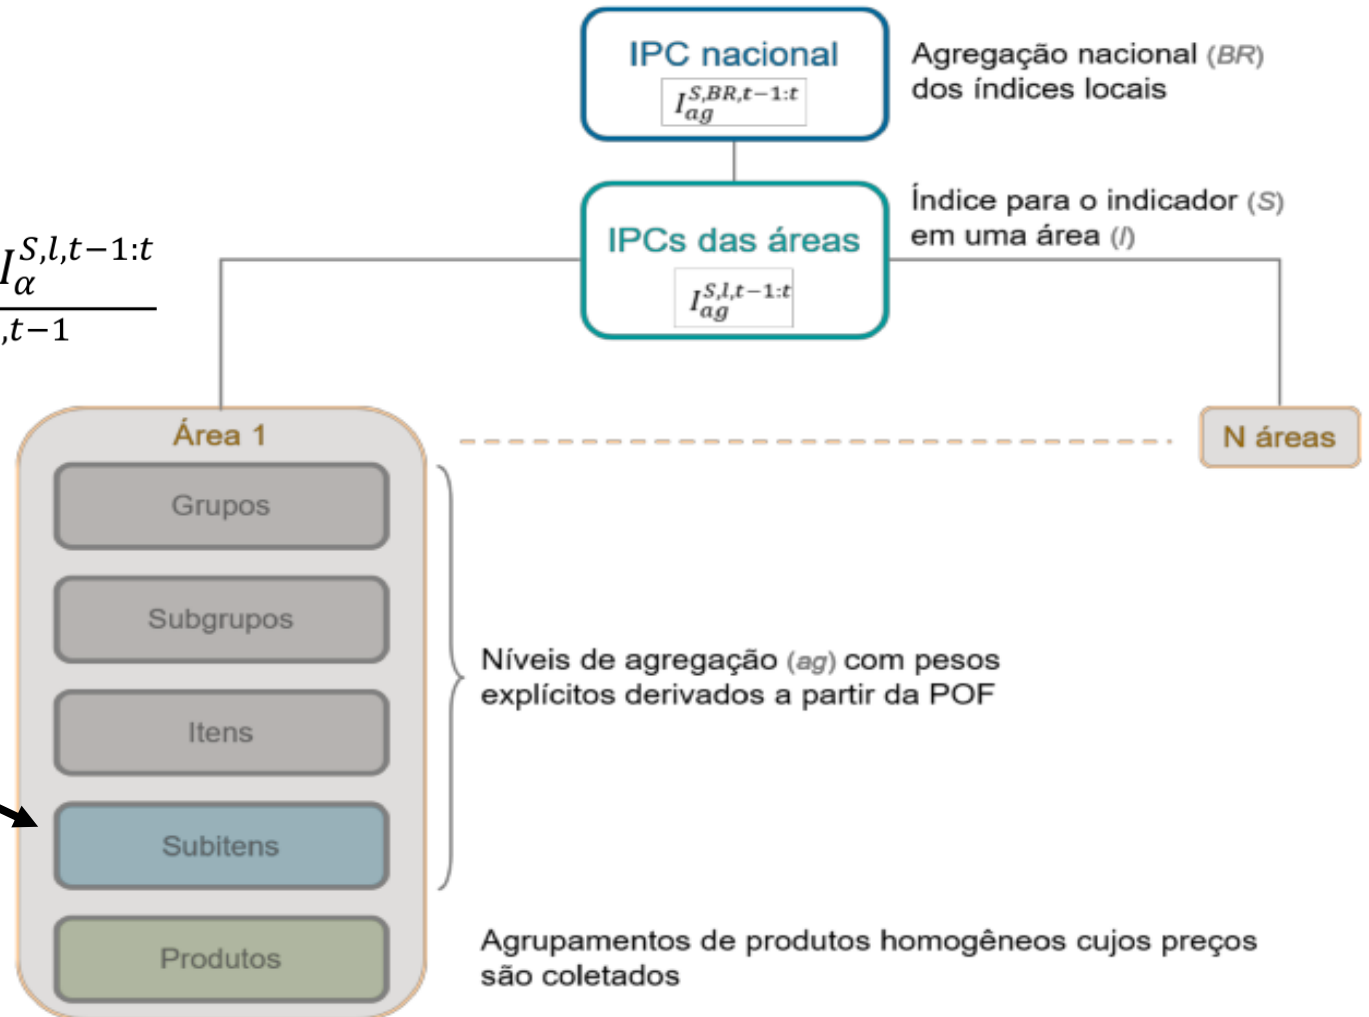 IPC nacional
I_{ag}^{S,BR,t−1:t}
Agregação nacional (BR)
dos índices locais
IPCs das áreas
I_{ag}^{S,l,t−1:t}
Índice para o indicador (S)
em uma área (l)
I_{α}^{S,l,t−1:t}
,t−1
Área 1
N áreas
Grupos
Subgrupos
Itens
Subitens
Produtos
Níveis de agregação (ag) com pesos
explícitos derivados a partir da POF
Agrupamentos de produtos homogêneos cujos preços
são coletados